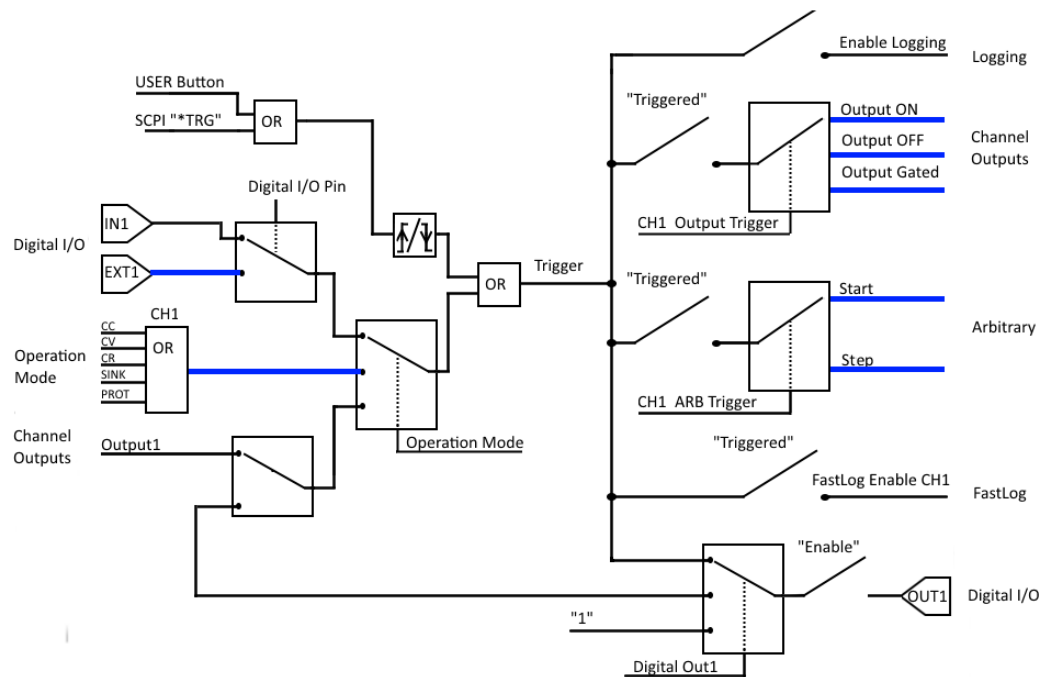 Enable Logging
Logging
USER Button
SCPI "*TRG"
OR
"Triggered"
Output ON
Output OFF
Output Gated
Channel
Outputs
CH1 Output Trigger
Digital I/O Pin
Digital I/O
IN1
EXT1
OR
Trigger
"Triggered"
Start
Step
Arbitrary
CH1 ARB Trigger
Operation
Mode
CH1
OR
CC
CV
CR
SINK
PROT
Operation Mode
Channel
Outputs
Output1
"Triggered"
FastLog Enable CH1
FastLog
"Enable"
OUT1
Digital I/O
"1"
Digital Out1